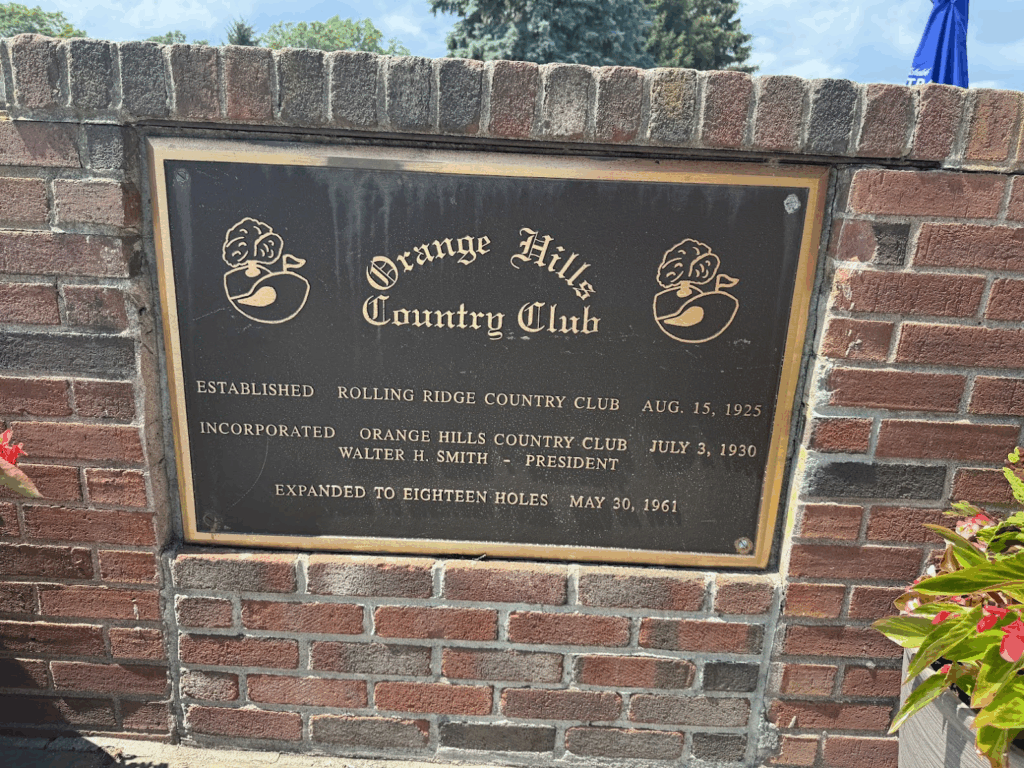 Orange Hills
Country Club
ESTABLISHED ROLLING RIDGE COUNTRY CLUB AUG. 15, 1925
INCORPORATED ORANGE HILLS COUNTRY CLUB JULY 3, 1930
WALTER H. SMITH - PRESIDENT
EXPANDED TO EIGHTEEN HOLES MAY 30, 1961